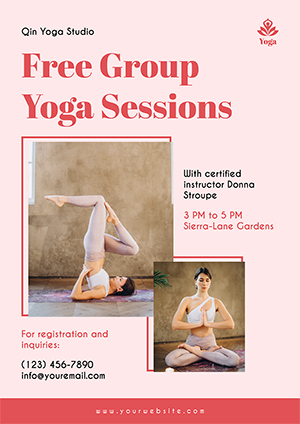 Qin Yoga Studio
Yoga
Free Group
Yoga Sessions
With certified
instructor Donna
Stroupe
3 PM to 5 PM
Sierra-Lane Gardens
For registration and
inquiries:
(123) 456-7890
info@youremail.com
www.yourwebsite.com